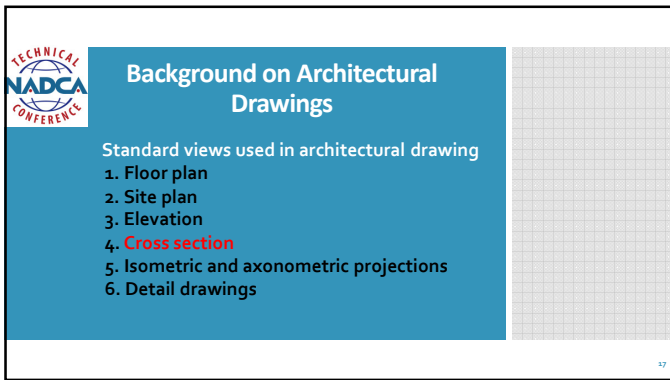 TECHNICAL
NADCA
CONFERENCE
Background on Architectural
Drawings
Standard views used in architectural drawing
1. Floor plan
2. Site plan
3. Elevation
4. Cross section
5. Isometric and axonometric projections
6. Detail drawings
17